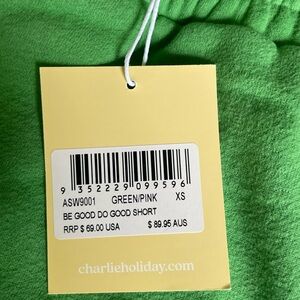 9 352229 099596
ASW9001 GREEN/PINK XS
BE GOOD DO GOOD SHORT
RRP $ 69.00 USA $ 89.95 AUS
charlieholiday.com